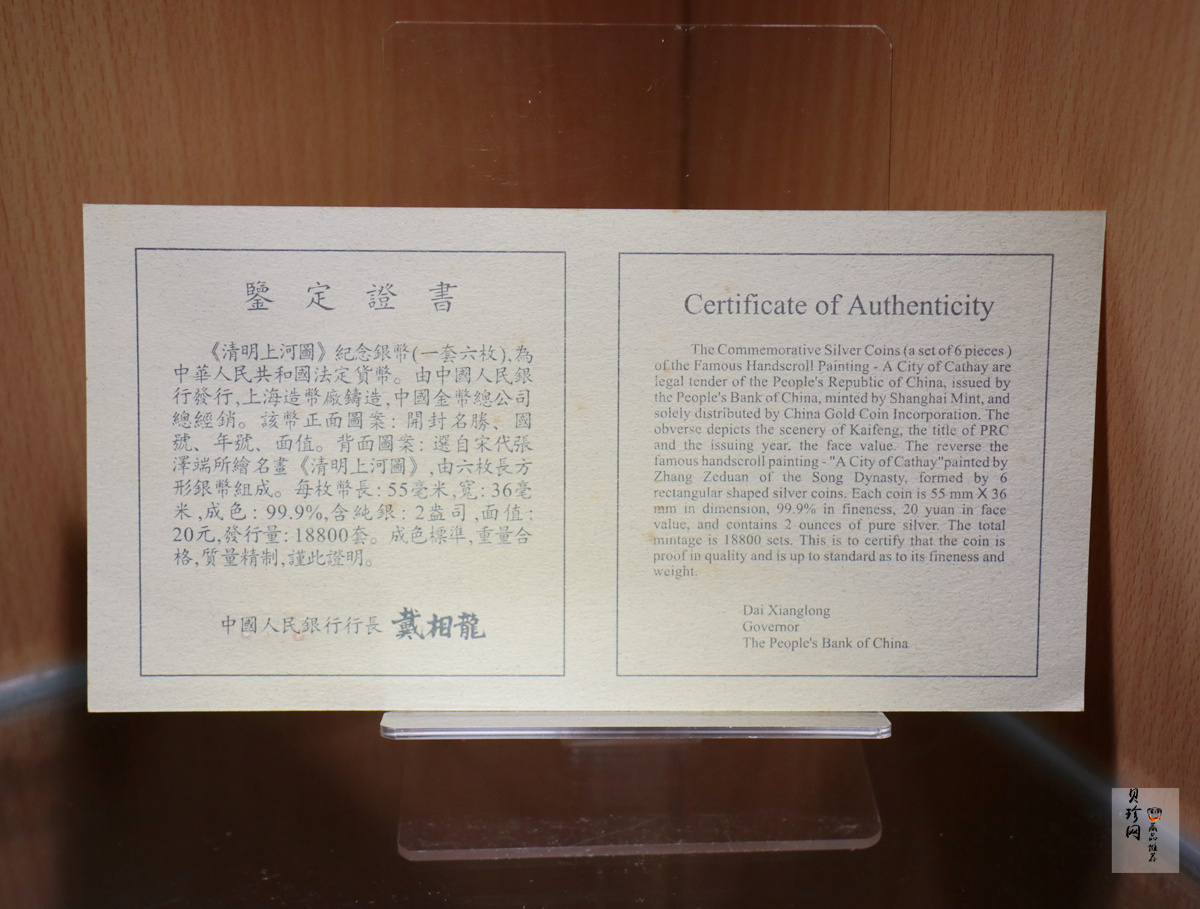 鑒定證書
《清明上河圖》紀念銀幣(一套六枚),為
中華人民共和國法定貨幣。由中國人民銀
行發行,上海造幣廠鑄造,中國金幣總公司
總經銷。該幣正面圖案:開封名勝、國
號、年號、面值。背面圖案:選自宋代張
澤端所繪名畫《清明上河圖》,由六枚長方
形銀幣組成。每枚幣長:55毫米,寬:36毫
米,成色:99.9%,含純銀:2盎司,面值:
20元,發行量:18800套。成色標準,重量合
格,質量精制,謹此證明。
中國人民銀行行長 戴相龍
Certificate of Authenticity
The Commemorative Silver Coins (a set of 6 pieces )
of the Famous Handscroll Painting - A City of Cathay are
legal tender of the People's Republic of China, issued by
the People's Bank of China, minted by Shanghai Mint, and
solely distributed by China Gold Coin Incorporation. The
obverse depicts the scenery of Kaifeng, the title of PRC
and the issuing year, the face value. The reverse the
famous handscroll painting - "A City of Cathay"painted by
Zhang Zeduan of the Song Dynasty, formed by 6
rectangular shaped silver coins. Each coin is 55 mm X 36
mm in dimension, 99.9% in fineness, 20 yuan in face
value, and contains 2 ounces of pure silver. The total
mintage is 18800 sets. This is to certify that the coin is
proof in quality and is up to standard as to its fineness and
weight.
Dai Xianglong
Governor
The People's Bank of China
贝珍网
商品推荐